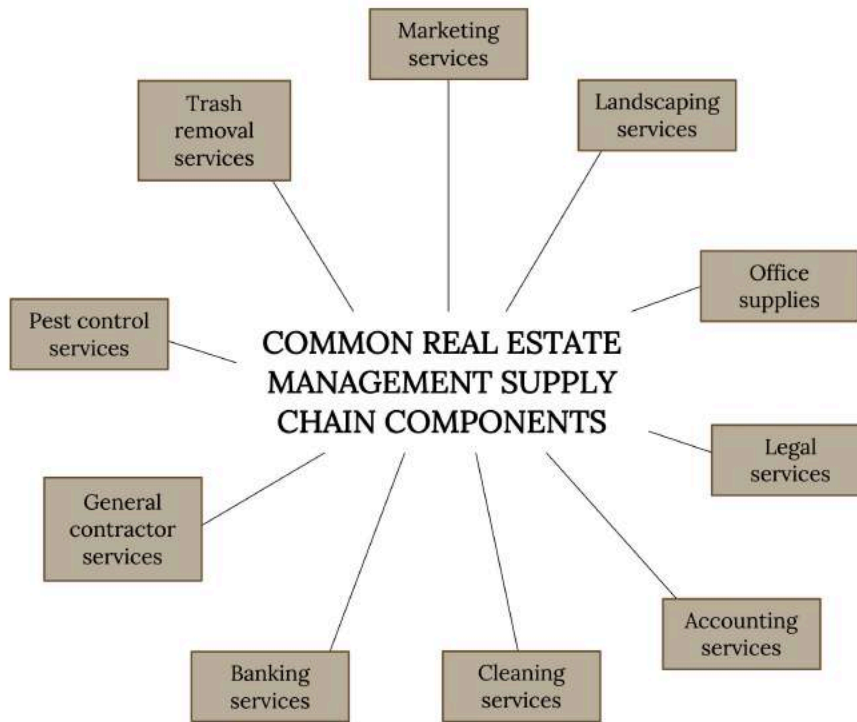 Marketing
services
Landscaping
services
Trash
removal
services
Office
supplies
Pest control
services
COMMON REAL ESTATE
MANAGEMENT SUPPLY
CHAIN COMPONENTS
Legal
services
General
contractor
services
Accounting
services
Banking
services
Cleaning
services